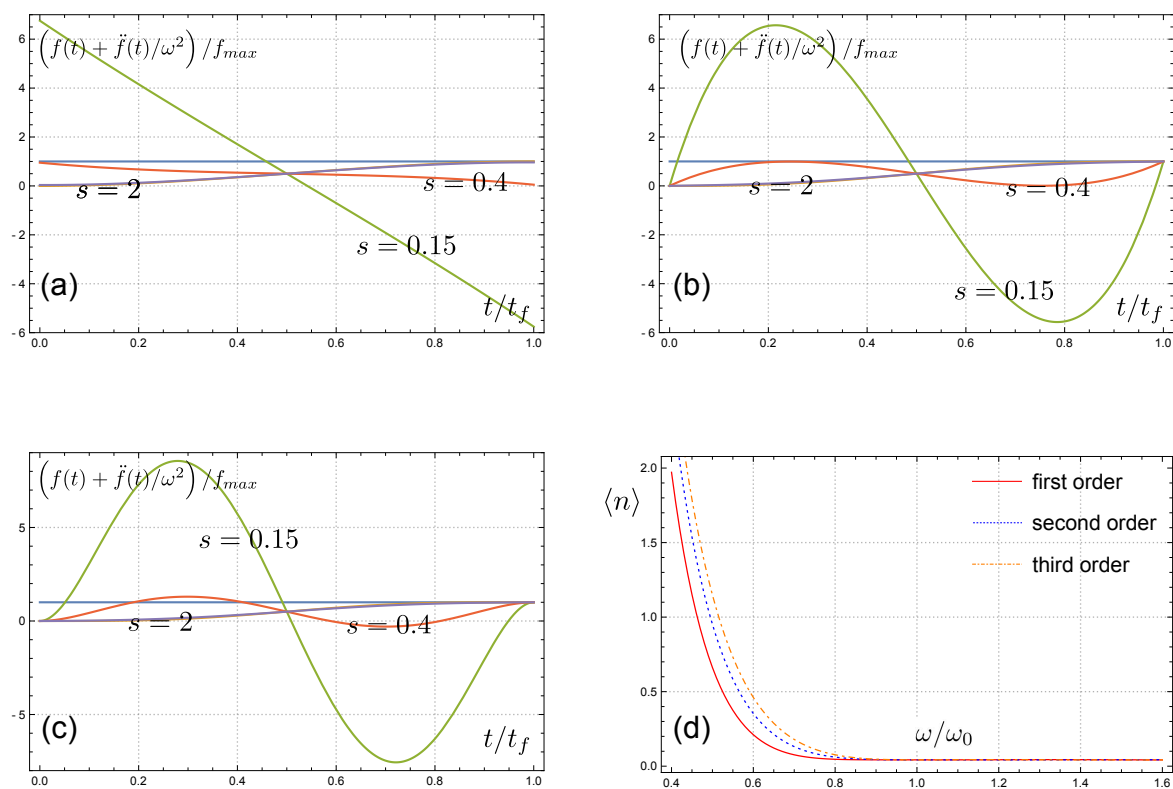 (f(t) + f̈(t)/ω²) /f_max
6
4
2
0
-2
-4
-6
s = 2
s = 0.4
s = 0.15
(a)
t/t_f
0.0 0.2 0.4 0.6 0.8 1.0
(f(t) + f̈(t)/ω²) /f_max
6
4
2
0
-2
-4
-6
s = 2
s = 0.4
s = 0.15
(b)
t/t_f
0.0 0.2 0.4 0.6 0.8 1.0
(f(t) + f̈(t)/ω²) /f_max
5
0
-5
s = 0.15
s = 2
s = 0.4
(c)
t/t_f
0.0 0.2 0.4 0.6 0.8 1.0
2.0
1.5
1.0
0.5
0.0
⟨n⟩
first order
second order
third order
(d)
ω/ω₀
0.4 0.6 0.8 1.0 1.2 1.4 1.6